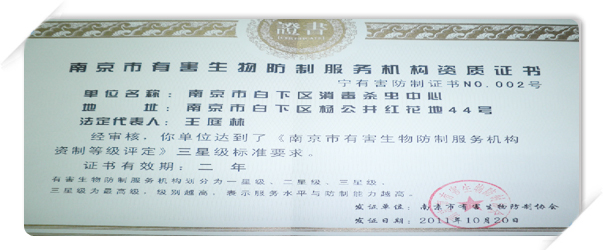 證書
南京市有害生物防制服务机构资质证书
宁有害防制证书NO.002号
单位名称：南京市白下区消毒杀虫中心
地　　址：南京市白下区杨公井红花地44号
法定代表人：王庭林
经审核，你单位达到了《南京市有害生物防制服务机构
资制等级评定》三星级标准要求。
证书有效期：二 年
有害生物防制服务机构划分为一星级、二星级、三星级，
三星级为最高级，级别越高，表示服务水平与防制能力越高。
发证单位：南京市有害生物防制协会
发证日期：2011年10月20日